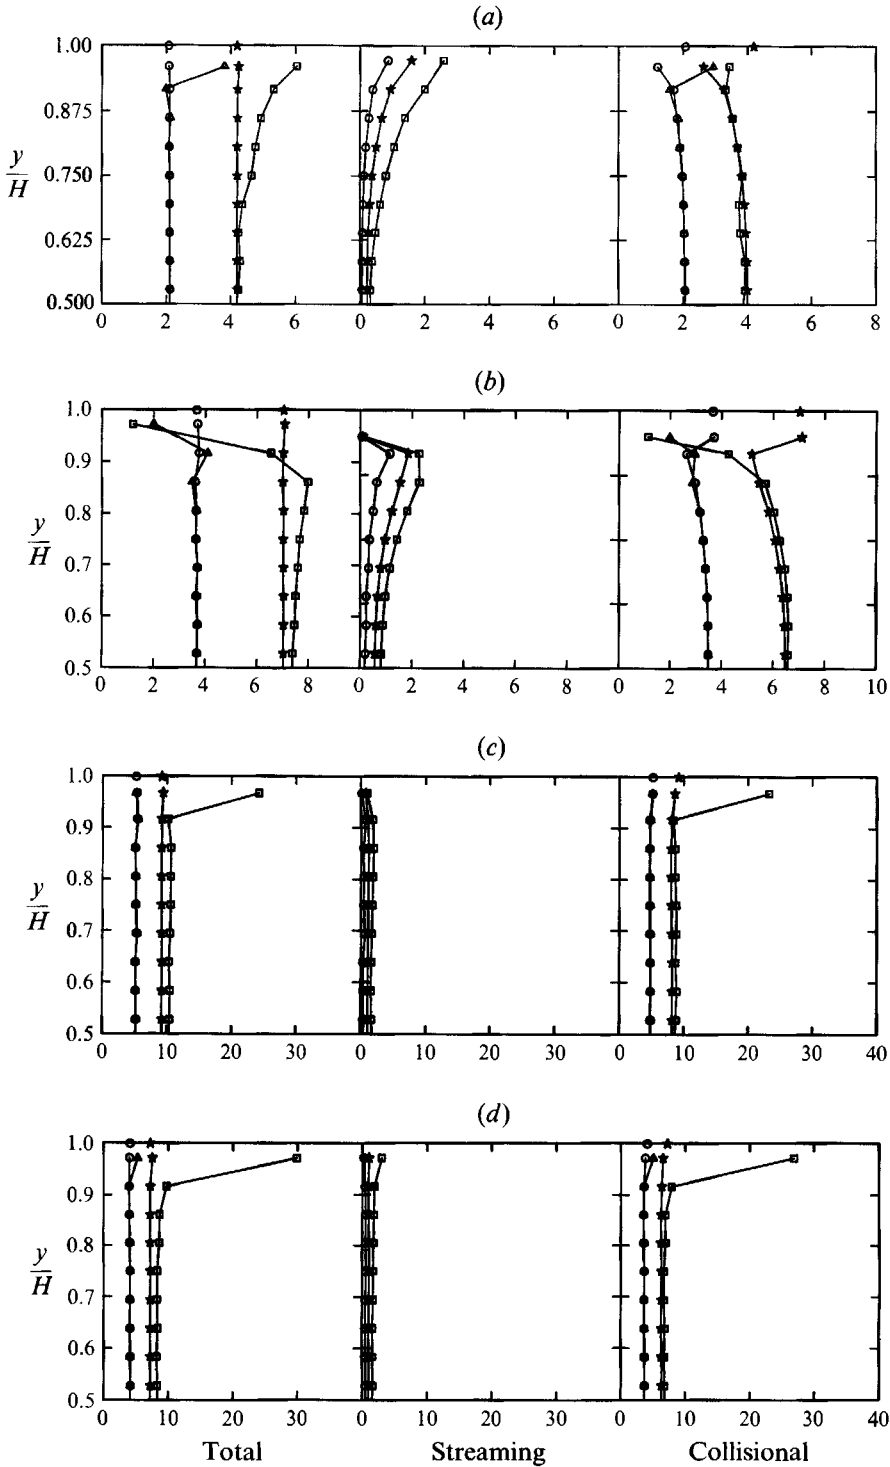 (a)
1.00
0.875
0.750
0.625
0.500
y
H
0 2 4 6 0 2 4 6 0 2 4 6 8
(b)
1.0
0.9
0.8
0.7
0.6
0.5
y
H
0 2 4 6 8 0 2 4 6 8 0 2 4 6 8 10
(c)
1.0
0.9
0.8
0.7
0.6
0.5
y
H
0 10 20 30 0 10 20 30 0 10 20 30 40
(d)
1.0
0.9
0.8
0.7
0.6
0.5
y
H
0 10 20 30 0 10 20 30 0 10 20 30 40
Total Streaming Collisional